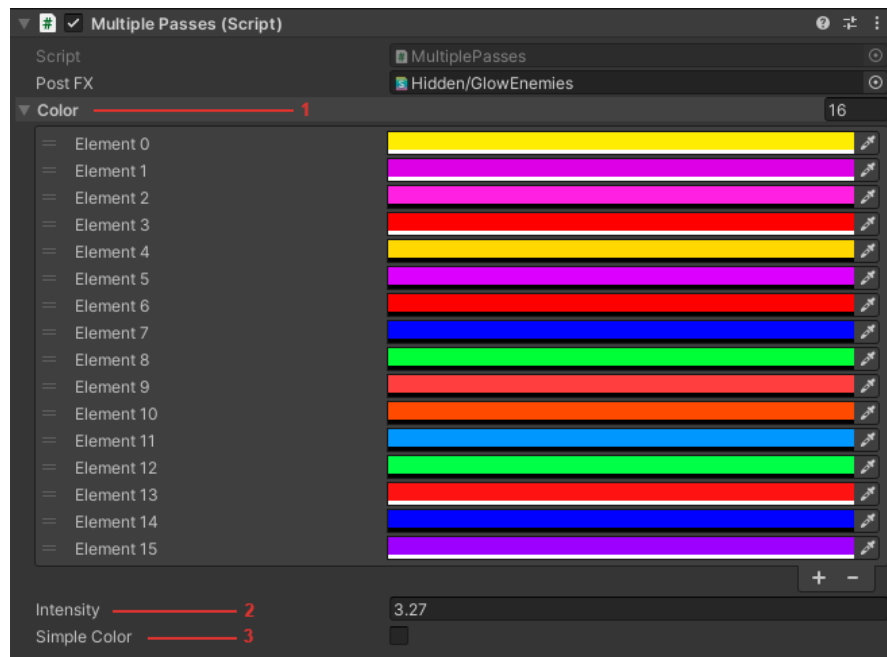 # Multiple Passes (Script)
Script MultiplePasses
Post FX Hidden/GlowEnemies
Color 1 16
Element 0
Element 1
Element 2
Element 3
Element 4
Element 5
Element 6
Element 7
Element 8
Element 9
Element 10
Element 11
Element 12
Element 13
Element 14
Element 15
+ -
Intensity 2 3.27
Simple Color 3